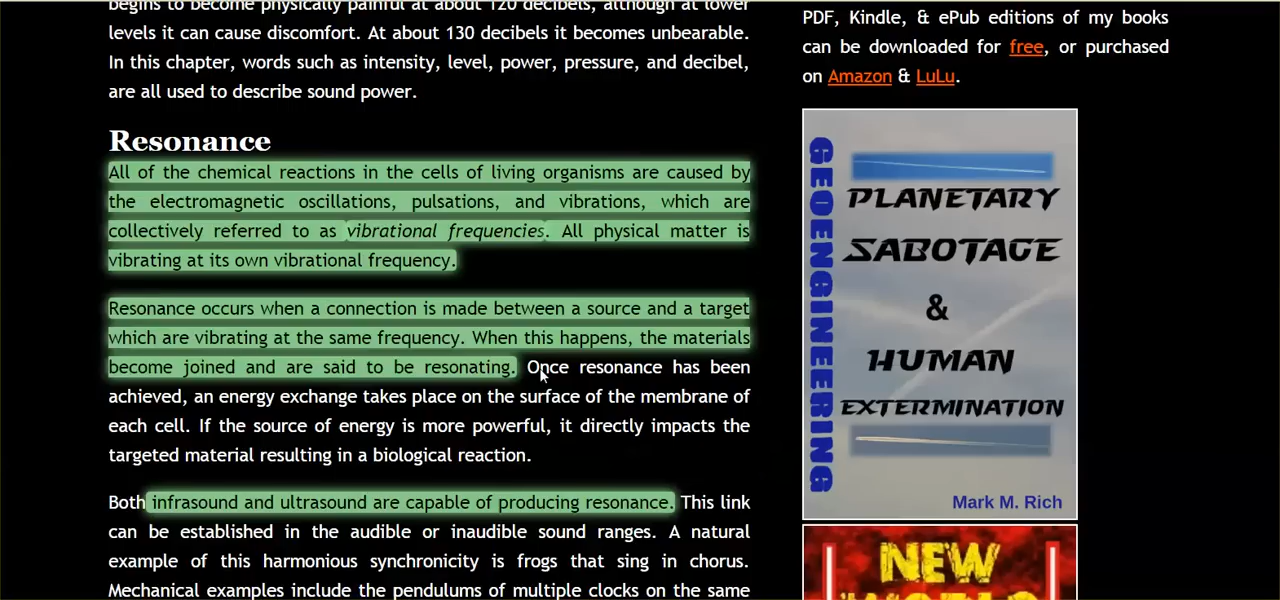 begins to become physically painful at about 120 decibels, although at lower
levels it can cause discomfort. At about 130 decibels it becomes unbearable.
In this chapter, words such as intensity, level, power, pressure, and decibel,
are all used to describe sound power.
Resonance
All of the chemical reactions in the cells of living organisms are caused by
the electromagnetic oscillations, pulsations, and vibrations, which are
collectively referred to as vibrational frequencies. All physical matter is
vibrating at its own vibrational frequency.
Resonance occurs when a connection is made between a source and a target
which are vibrating at the same frequency. When this happens, the materials
become joined and are said to be resonating. Once resonance has been
achieved, an energy exchange takes place on the surface of the membrane of
each cell. If the source of energy is more powerful, it directly impacts the
targeted material resulting in a biological reaction.
Both infrasound and ultrasound are capable of producing resonance. This link
can be established in the audible or inaudible sound ranges. A natural
example of this harmonious synchronicity is frogs that sing in chorus.
Mechanical examples include the pendulums of multiple clocks on the same
PDF, Kindle, & ePub editions of my books
can be downloaded for free, or purchased
on Amazon & LuLu.
GEOENGINEERING
PLANETARY
SABOTAGE
&
HUMAN
EXTERMINATION
Mark M. Rich
NEW
WORLD